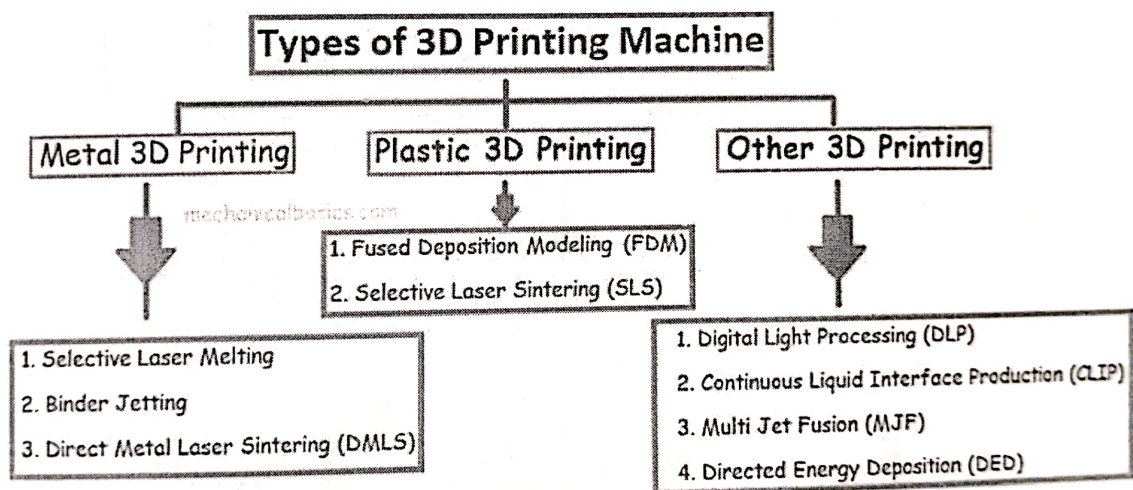 Types of 3D Printing Machine
Metal 3D Printing
Plastic 3D Printing
Other 3D Printing
mechanicalbasics.com
1. Fused Deposition Modeling (FDM)
2. Selective Laser Sintering (SLS)
1. Selective Laser Melting
2. Binder Jetting
3. Direct Metal Laser Sintering (DMLS)
1. Digital Light Processing (DLP)
2. Continuous Liquid Interface Production (CLIP)
3. Multi Jet Fusion (MJF)
4. Directed Energy Deposition (DED)